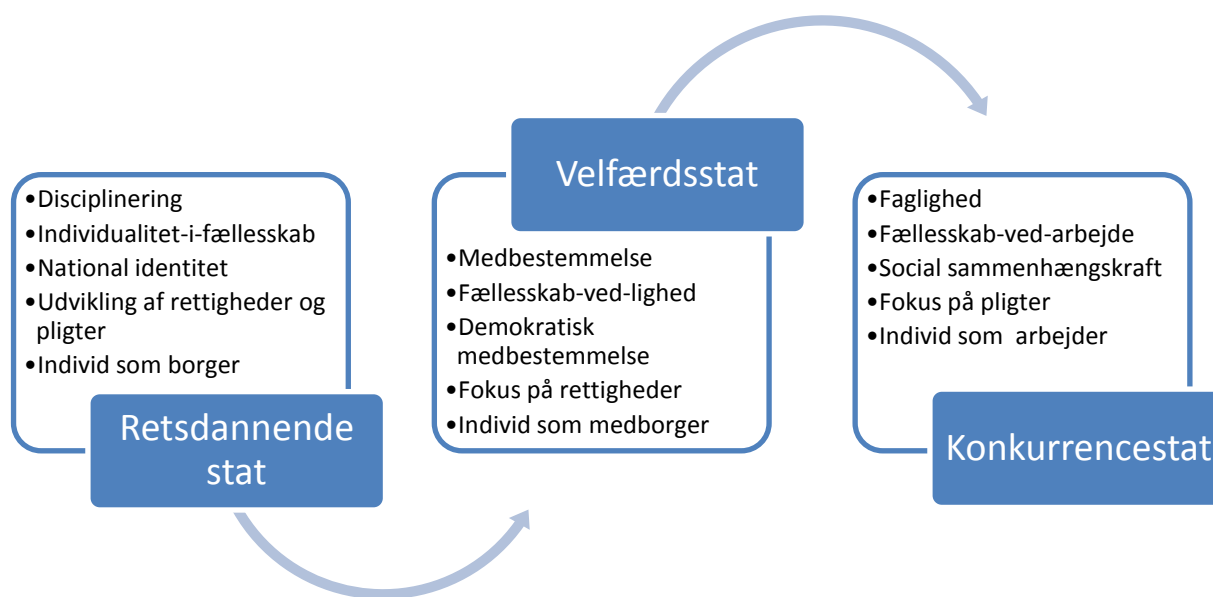 •Disciplinering
•Individualitet-i-fællesskab
•National identitet
•Udvikling af rettigheder og
pligter
•Individ som borger
Retsdannende
stat
Velfærdsstat
•Medbestemmelse
•Fællesskab-ved-lighed
•Demokratisk
medbestemmelse
•Fokus på rettigheder
•Individ som medborger
•Faglighed
•Fællesskab-ved-arbejde
•Social sammenhængskraft
•Fokus på pligter
•Individ som  arbejder
Konkurrencestat